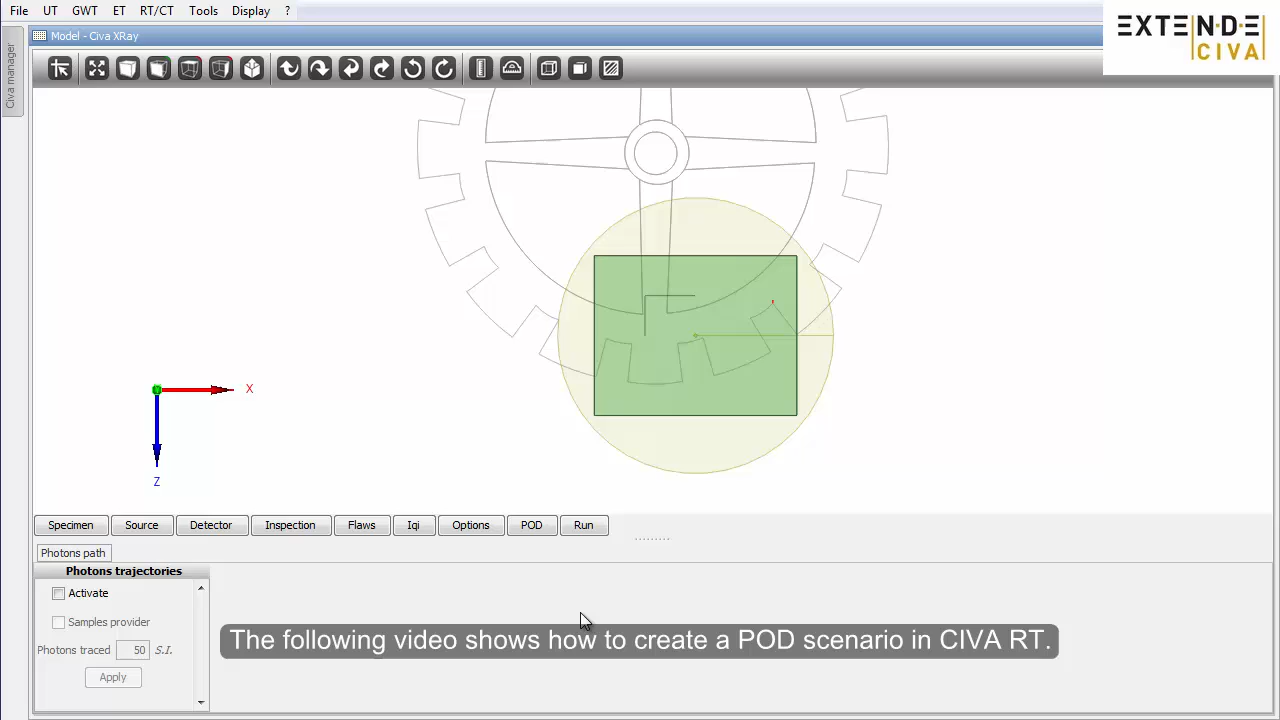 File UT GWT ET RT/CT Tools Display ?
EXTENDE
CIVA
Model - Civa XRay
Civa manager
X
Z
Specimen Source Detector Inspection Flaws Iqi Options POD Run
Photons path
Photons trajectories
Activate
Samples provider
Photons traced 50 S.I.
Apply
The following video shows how to create a POD scenario in CIVA RT.